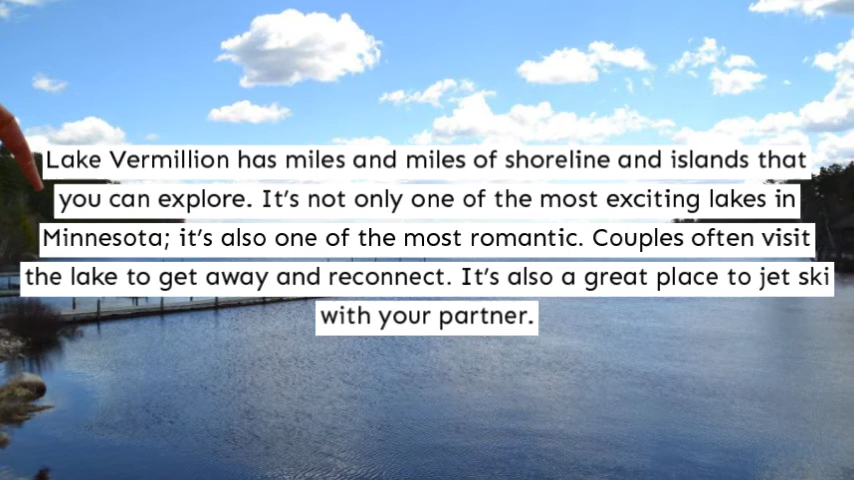 Lake Vermillion has miles and miles of shoreline and islands that
you can explore. It’s not only one of the most exciting lakes in
Minnesota; it’s also one of the most romantic. Couples often visit
the lake to get away and reconnect. It’s also a great place to jet ski
with your partner.